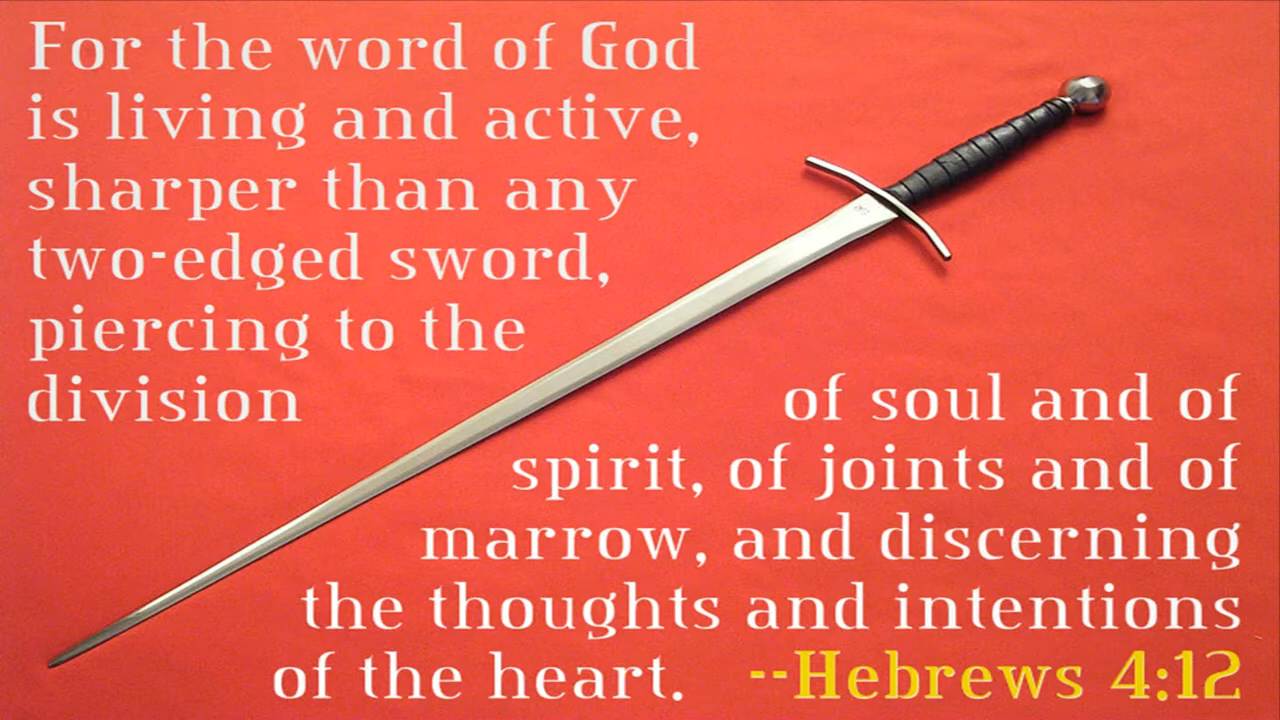 For the word of God
is living and active,
sharper than any
two-edged sword,
piercing to the
division
of soul and of
spirit, of joints and of
marrow, and discerning
the thoughts and intentions
of the heart. --Hebrews 4:12